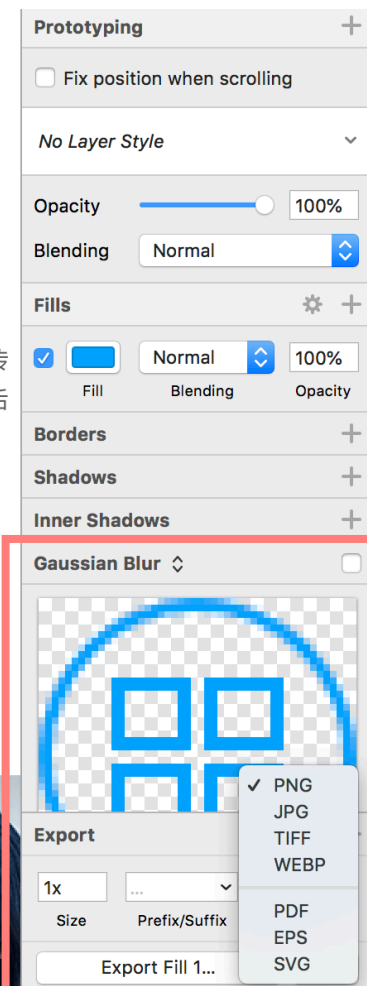 Prototyping
Fix position when scrolling
No Layer Style
Opacity 100%
Blending Normal
Fills
Normal 100%
Fill Blending Opacity
Borders
Shadows
Inner Shadows
Gaussian Blur
PNG
JPG
Export
TIFF
WEBP
1x ...
PDF
Size Prefix/Suffix
EPS
Export Fill 1...
SVG